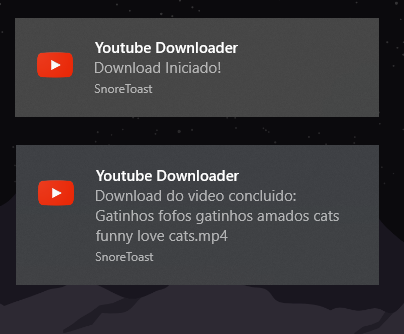 Youtube Downloader
Download Iniciado!
SnoreToast
Youtube Downloader
Download do video concluido:
Gatinhos fofos gatinhos amados cats
funny love cats.mp4
SnoreToast